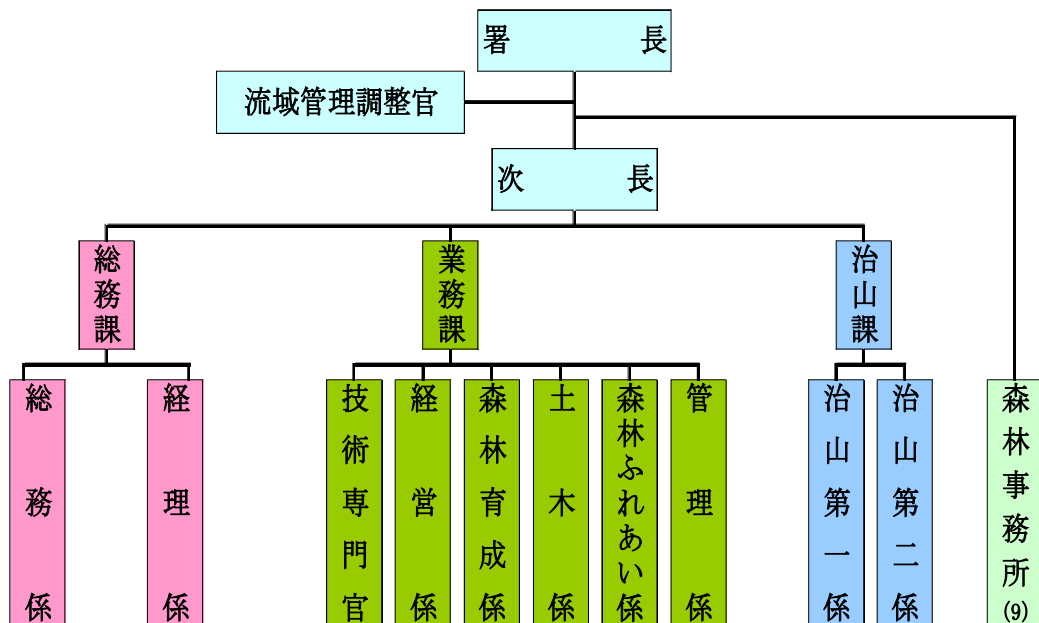 署長
流域管理調整官
次長
総務課
業務課
治山課
総務係
経理係
技術専門官
経営係
森林育成係
土木係
森林ふれあい係
管理係
治山第一係
治山第二係
森林事務所(9)